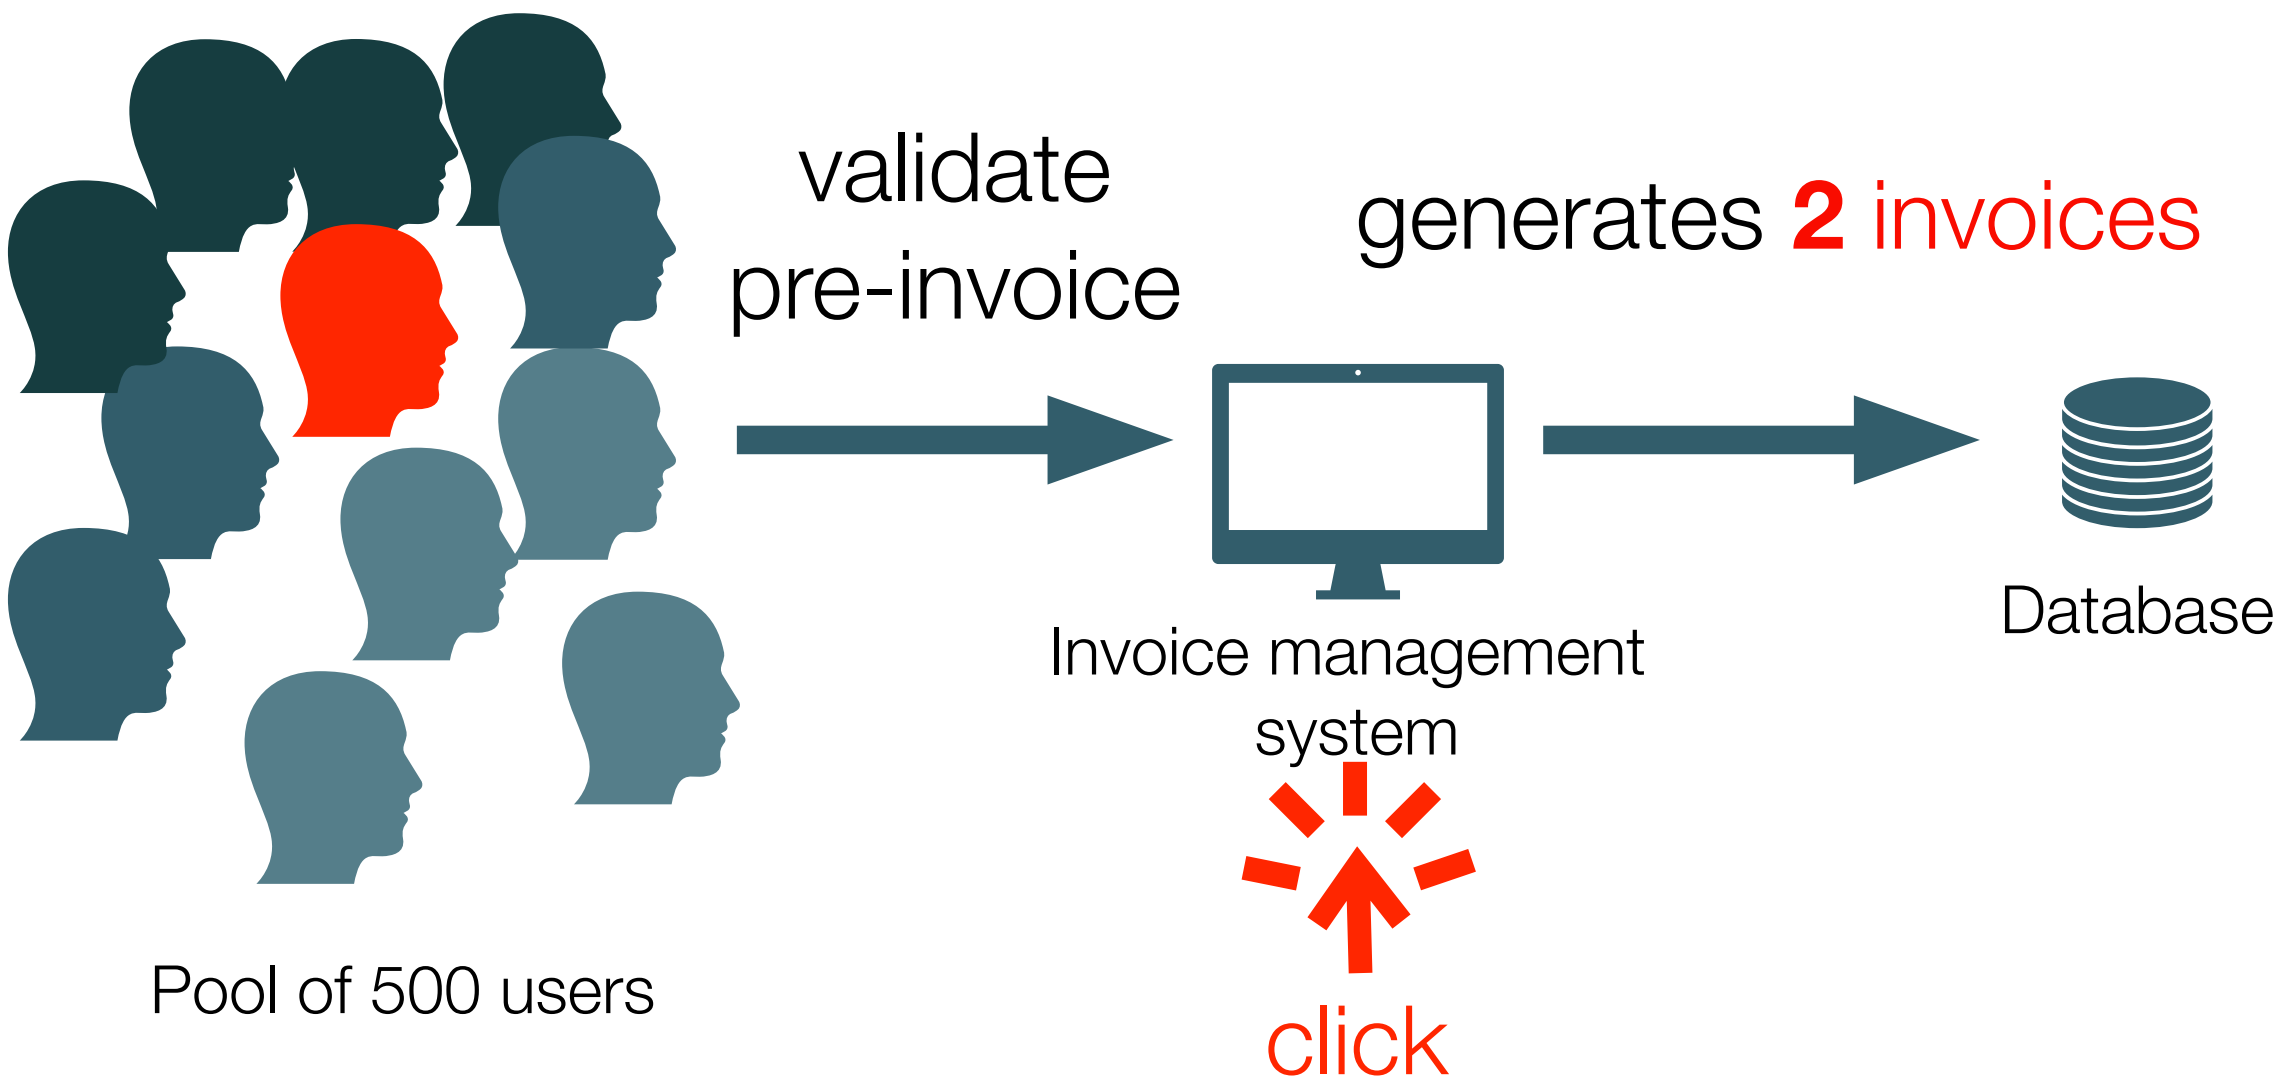 validate
pre-invoice
generates 2 invoices
Invoice management
system
Database
Pool of 500 users
click